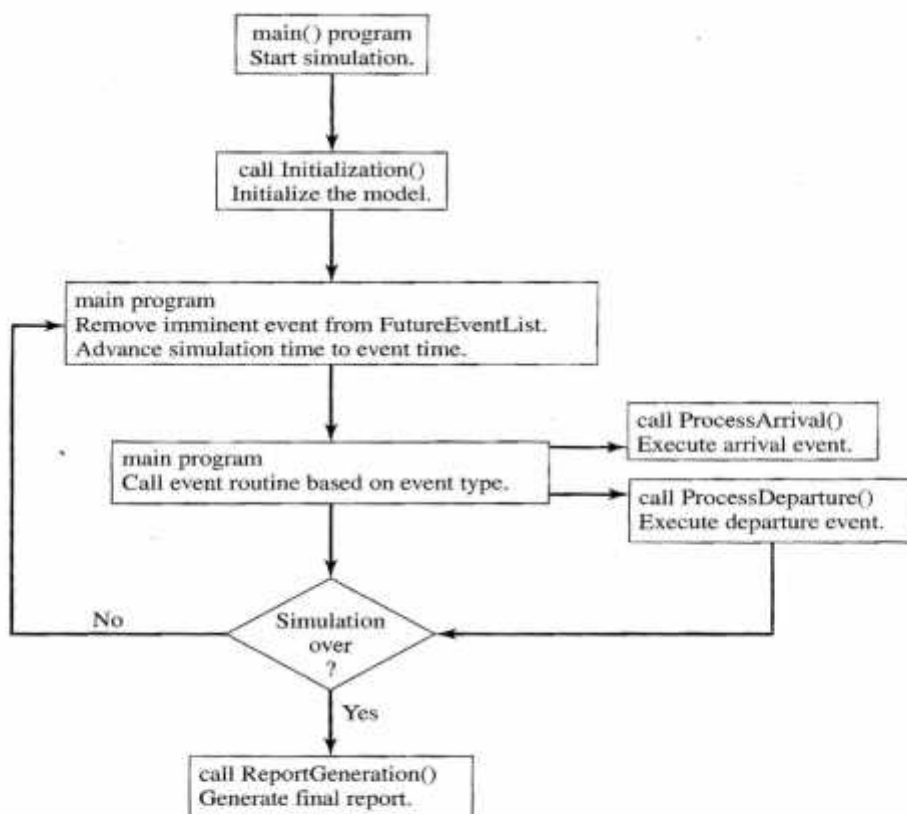 main() program
Start simulation.
call Initialization()
Initialize the model.
main program
Remove imminent event from FutureEventList.
Advance simulation time to event time.
main program
Call event routine based on event type.
call ProcessArrival()
Execute arrival event.
call ProcessDeparture()
Execute departure event.
No
Simulation
over
?
Yes
call ReportGeneration()
Generate final report.